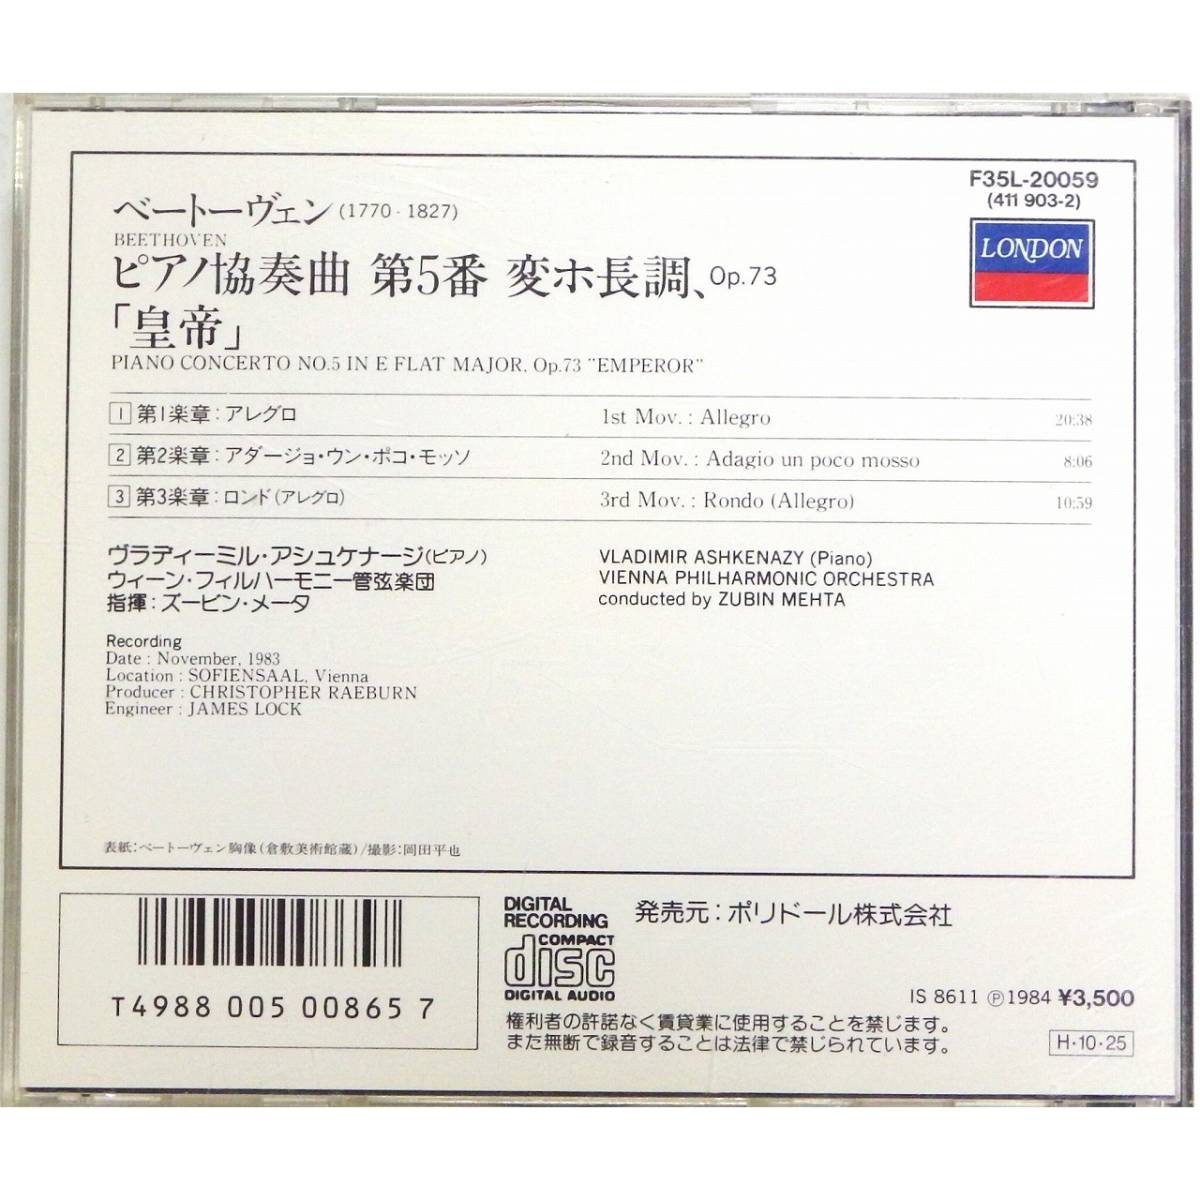 F35L-20059
(411 903-2)
LONDON
ベートーヴェン(1770-1827)
BEETHOVEN
ピアノ協奏曲 第5番 変ホ長調、Op.73
「皇帝」
PIANO CONCERTO NO.5 IN E FLAT MAJOR, Op.73 "EMPEROR"
1 第1楽章:アレグロ 1st Mov. : Allegro 20:38
2 第2楽章:アダージョ・ウン・ポコ・モッソ 2nd Mov. : Adagio un poco mosso 8:06
3 第3楽章:ロンド(アレグロ) 3rd Mov. : Rondo (Allegro) 10:59
ヴラディーミル・アシュケナージ(ピアノ)
ウィーン・フィルハーモニー管弦楽団
指揮:ズービン・メータ
VLADIMIR ASHKENAZY (Piano)
VIENNA PHILHARMONIC ORCHESTRA
conducted by ZUBIN MEHTA
Recording
Date : November, 1983
Location : SOFIENSAAL, Vienna
Producer : CHRISTOPHER RAEBURN
Engineer : JAMES LOCK
表紙:ベートーヴェン胸像(倉敷美術館蔵)/撮影:岡田平也
T4988 005 00865 7
DIGITAL
RECORDING
COMPACT
disc
DIGITAL AUDIO
発売元:ポリドール株式会社
IS 8611 Ⓟ1984 ¥3,500
権利者の許諾なく賃貸業に使用することを禁じます。
また無断で録音することは法律で禁じられています。
H・10・25